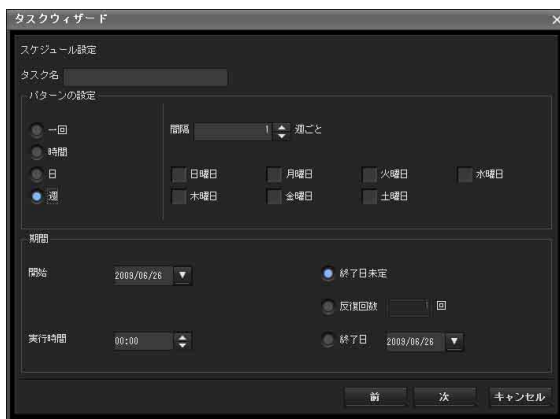 タスクウィザード
スケジュール設定
タスク名
パターンの設定
一回
時間
日
週
間隔 1 週ごと
日曜日 月曜日 火曜日 水曜日
木曜日 金曜日 土曜日
期間
開始 2009/06/26 終了日未定
反復回数 1 回
実行時間 00:00 終了日 2009/06/26
前 次 キャンセル